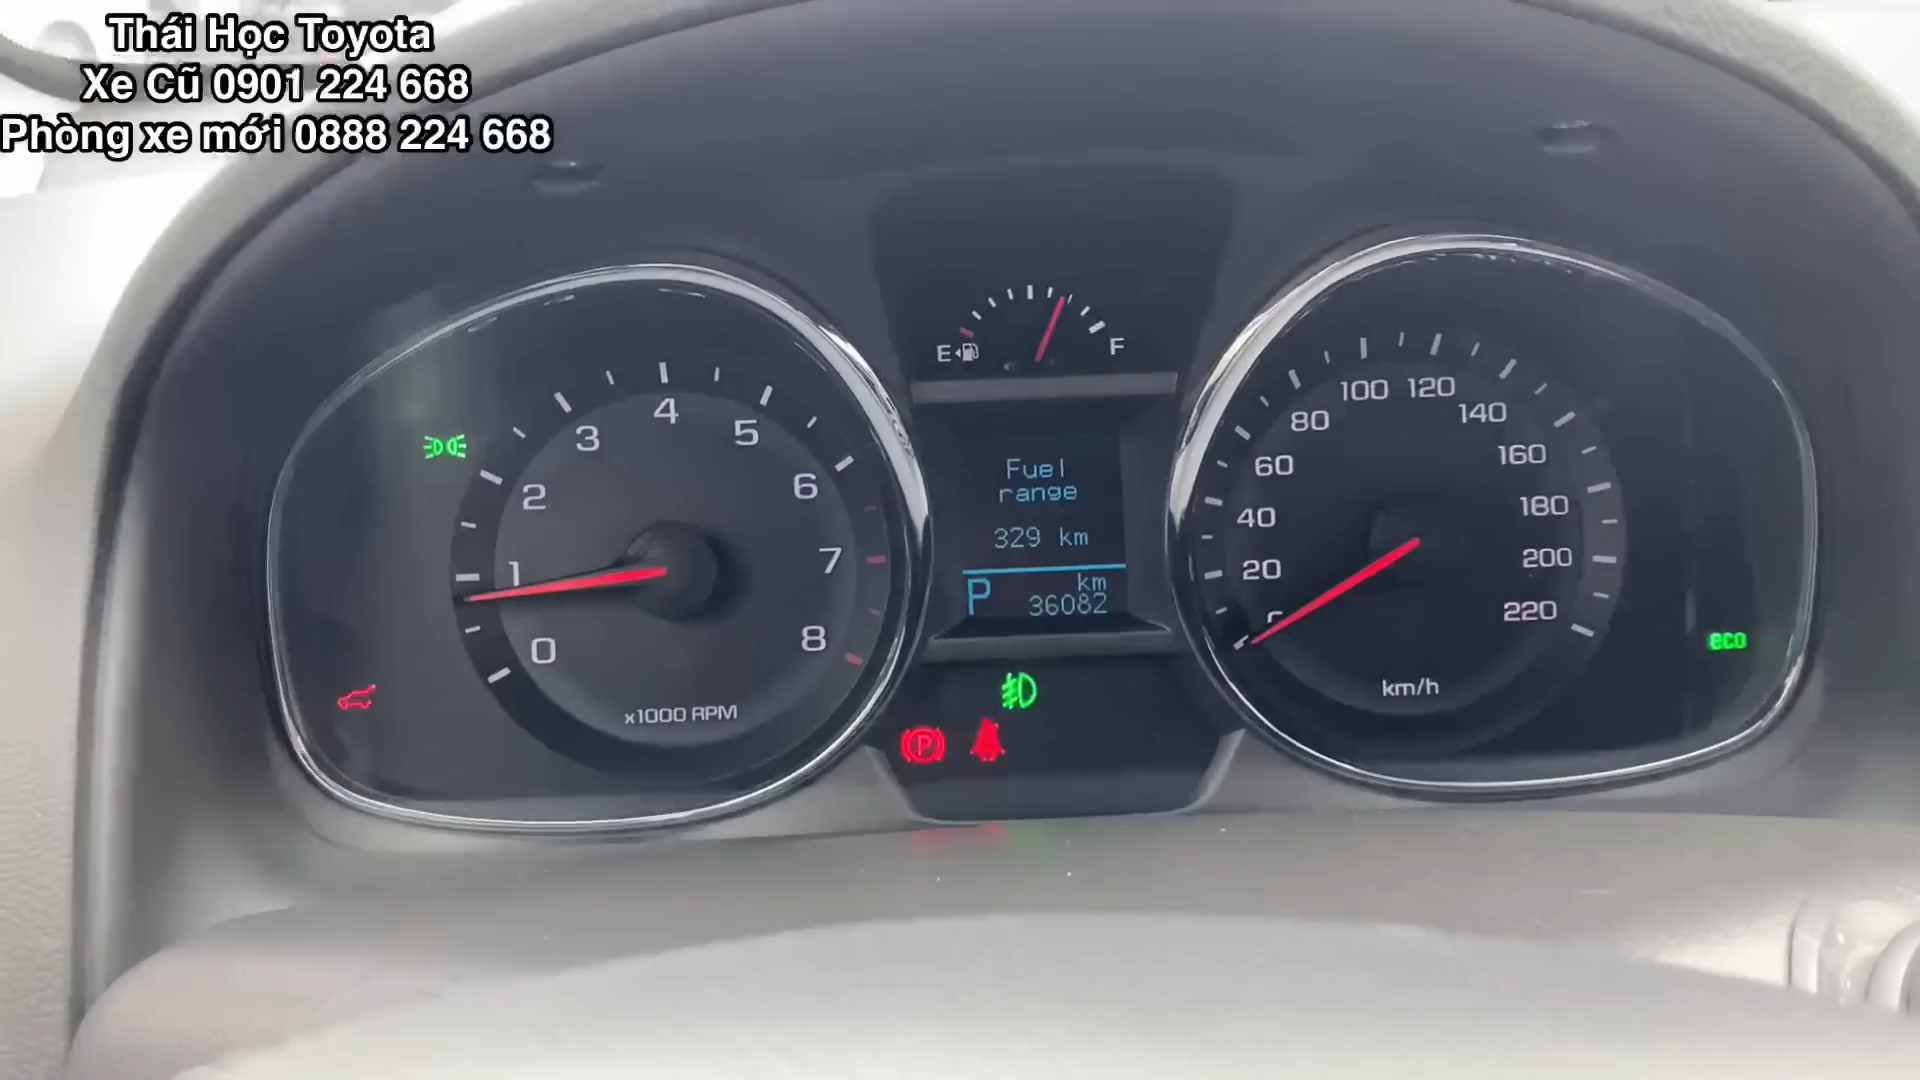 Thái Học Toyota
Xe Cũ 0901 224 668
Phòng xe mới 0888 224 668
E F
0 1 2 3 4 5 6 7 8
x1000 RPM
Fuel
range
329 km
P km
36082
20 40 60 80 100 120 140 160 180 200 220
km/h
eco
P